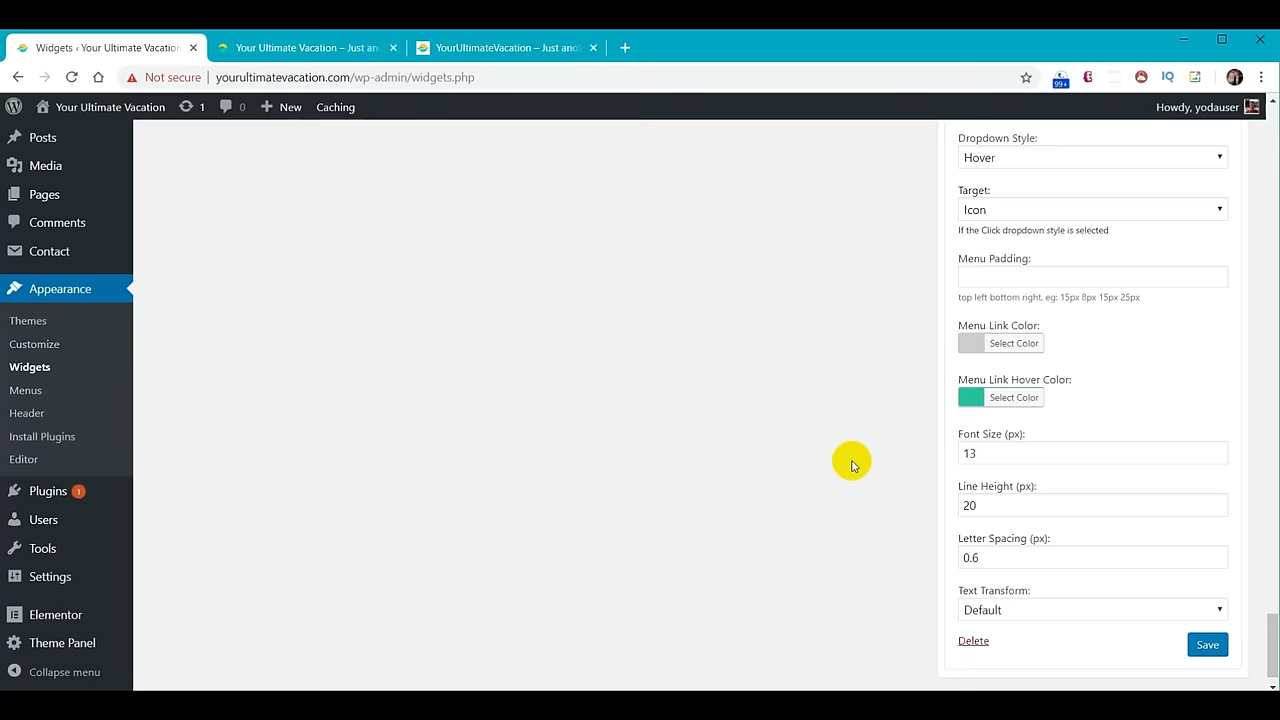 Widgets ‹ Your Ultimate Vacation
Your Ultimate Vacation – Just an
YourUltimateVacation – Just ano
Not secure
yourultimatevacation.com/wp-admin/widgets.php
99+
IQ
Your Ultimate Vacation
1
0
New
Caching
Howdy, yodauser
Posts
Media
Pages
Comments
Contact
Appearance
Themes
Customize
Widgets
Menus
Header
Install Plugins
Editor
Plugins 1
Users
Tools
Settings
Elementor
Theme Panel
Collapse menu
Dropdown Style:
Hover
Target:
Icon
If the Click dropdown style is selected
Menu Padding:
top left bottom right, eg: 15px 8px 15px 25px
Menu Link Color:
Select Color
Menu Link Hover Color:
Select Color
Font Size (px):
13
Line Height (px):
20
Letter Spacing (px):
0.6
Text Transform:
Default
Delete
Save